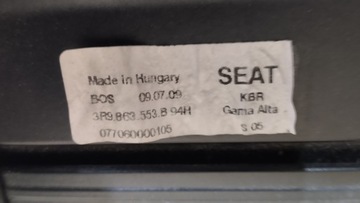 Made in Hungary
BOS 09.07.09
3R9.863.553.B 94H
077060000105
SEAT
KBR
Gama Alta
S 05